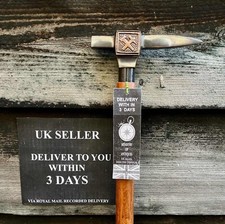 DELIVERY
WITH IN
3 DAYS
UK SELLER
DELIVER TO YOU
WITHIN
3 DAYS
VIA ROYAL MAIL RECORDED DELIVERY